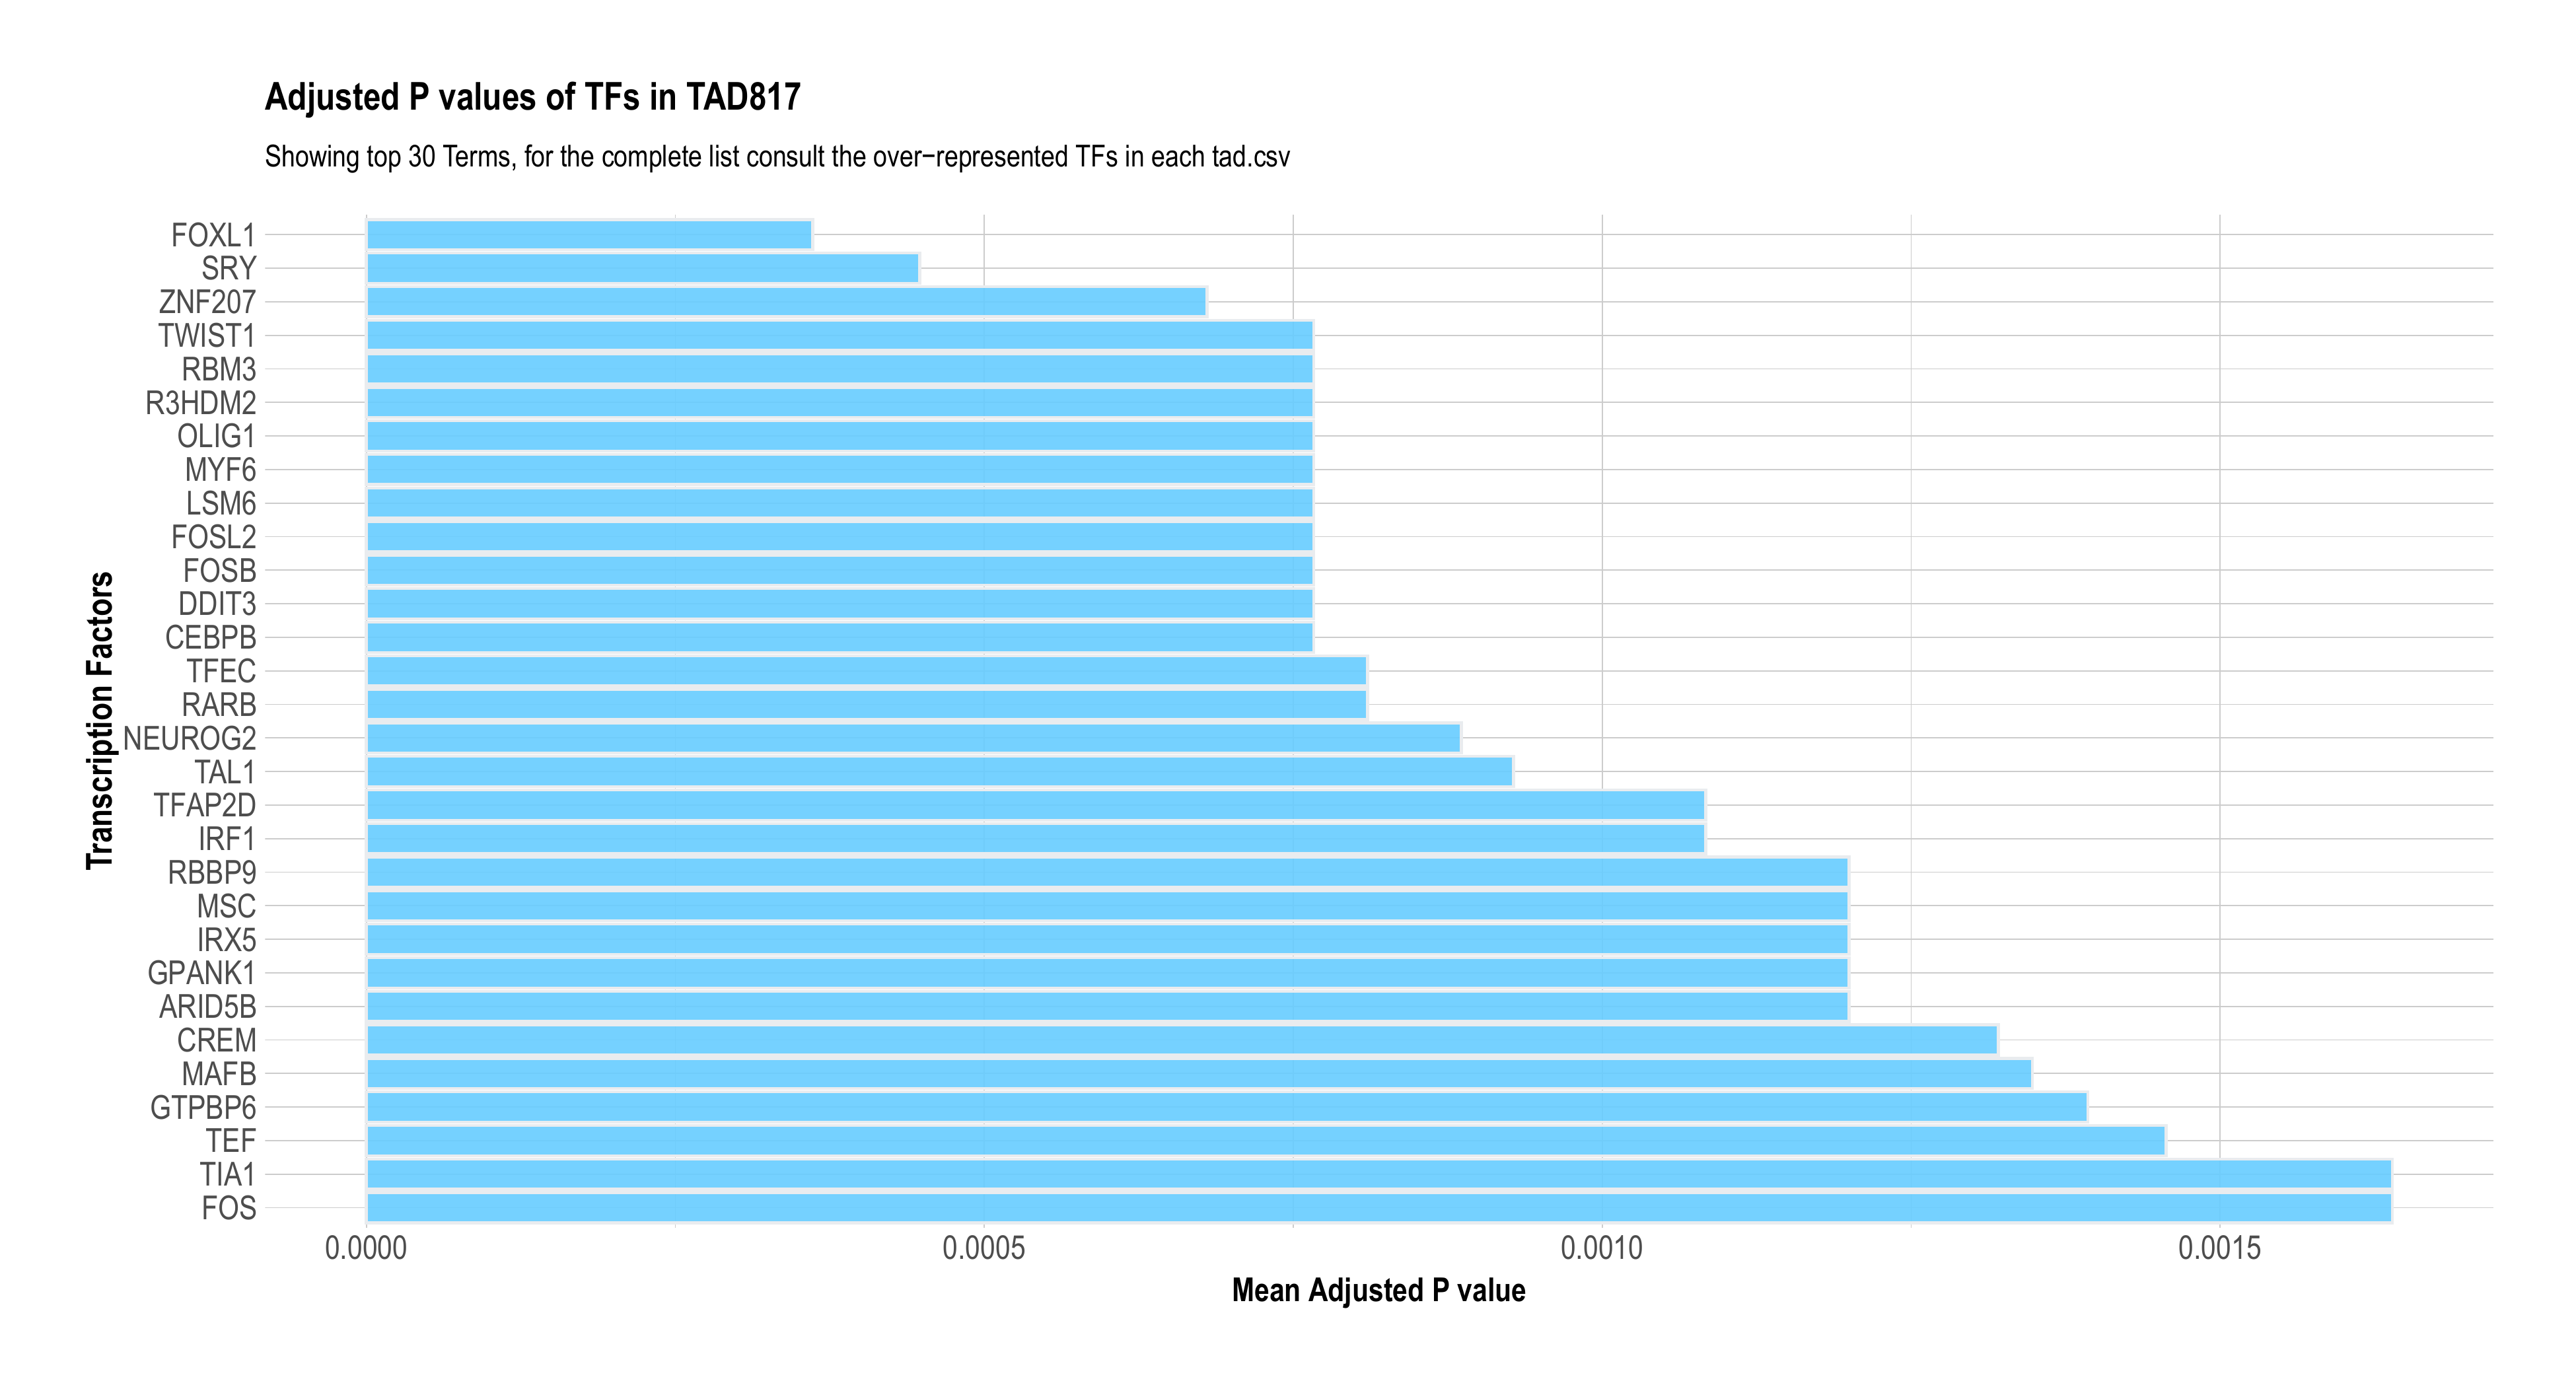 Adjusted P values of TFs in TAD817
Showing top 30 Terms, for the complete list consult the over−represented TFs in each tad.csv
Transcription Factors
FOXL1
SRY
ZNF207
TWIST1
RBM3
R3HDM2
OLIG1
MYF6
LSM6
FOSL2
FOSB
DDIT3
CEBPB
TFEC
RARB
NEUROG2
TAL1
TFAP2D
IRF1
RBBP9
MSC
IRX5
GPANK1
ARID5B
CREM
MAFB
GTPBP6
TEF
TIA1
FOS
0.0000 0.0005 0.0010 0.0015
Mean Adjusted P value